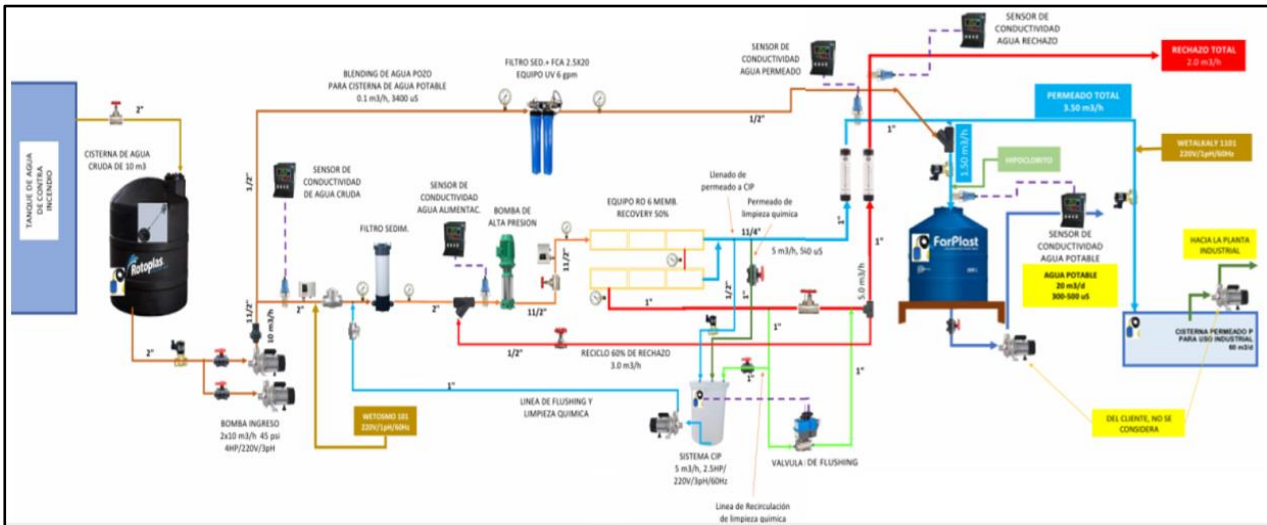 SENSOR DE
CONDUCTIVIDAD
AGUA RECHAZO
SENSOR DE
CONDUCTIVIDAD
AGUA PERMEADO
RECHAZO TOTAL
2.0 m3/h
FILTRO SED.+ FCA 2.5X20
EQUIPO UV 6 gpm
BLENDING DE AGUA POZO
PARA CISTERNA DE AGUA POTABLE
0.1 m3/h, 3400 uS
PERMEADO TOTAL
3.50 m3/h
2"
1/2"
1"
TANQUE DE AGUA
DE CONTRA
INCENDIO
CISTERNA DE AGUA
CRUDA DE 10 m3
Rotoplas
1/2"
SENSOR DE
CONDUCTIVIDAD
DE AGUA CRUDA
SENSOR DE
CONDUCTIVIDAD
AGUA ALIMENTAC.
BOMBA DE
ALTA PRESION
FILTRO SEDIM.
EQUIPO RO 6 MEMB.
RECOVERY 50%
Llenado de
permeado a CIP
Permeado de
limpieza quimica
11/4"
5 m3/h, 540 uS
1"
1"
1.50 m3/h
HIPOCLORITO
WETALKALY 1101
220V/1pH/60Hz
FarPlast
SENSOR DE
CONDUCTIVIDAD
AGUA POTABLE
AGUA POTABLE
20 m3/d
300-500 uS
HACIA LA PLANTA
INDUSTRIAL
CISTERNA PERMEADO P
PARA USO INDUSTRIAL
60 m3/d
11/2"
10 m3/h
2"
2"
11/2"
11/2"
1"
1/2"
1"
1"
5.0 m3/h
2"
1/2"
RECICLO 60% DE RECHAZO
3.0 m3/h
1"
1"
1"
LINEA DE FLUSHING Y
LIMPIEZA QUIMICA
WETOSMO 101
220V/1pH/60Hz
BOMBA INGRESO
2x10 m3/h 45 psi
4HP/220V/3pH
SISTEMA CIP
5 m3/h, 2.5HP/
220V/3pH/60Hz
VALVULA DE FLUSHING
Linea de Recirculación
de limpieza quimica
DEL CLIENTE, NO SE
CONSIDERA